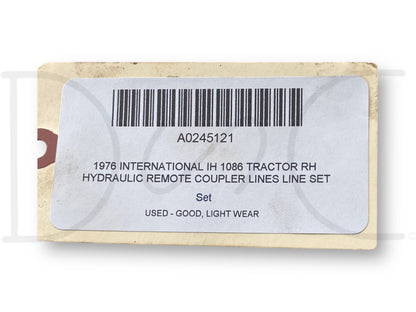 A0245121
1976 INTERNATIONAL IH 1086 TRACTOR RH
HYDRAULIC REMOTE COUPLER LINES LINE SET
Set
USED - GOOD, LIGHT WEAR